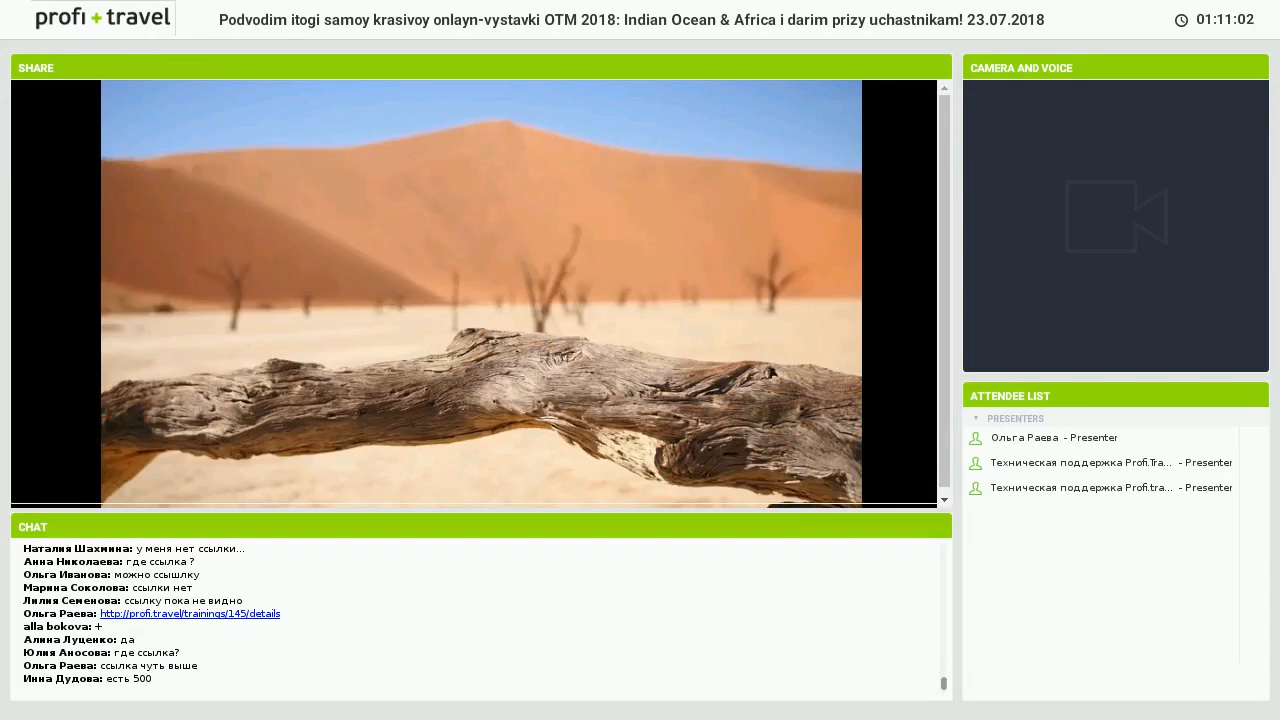 profi + travel
Podvodim itogi samoy krasivoy onlayn-vystavki OTM 2018: Indian Ocean & Africa i darim prizy uchastnikam! 23.07.2018
01:11:02
SHARE
CAMERA AND VOICE
ATTENDEE LIST
PRESENTERS
Ольга Раева - Presenter
Техническая поддержка Profi.Tra... - Presenter
Техническая поддержка Profi.tra... - Presenter
CHAT
Наталия Шахмина: у меня нет ссылки...
Анна Николаева: где ссылка ?
Ольга Иванова: можно ссышлку
Марина Соколова: ссылки нет
Лилия Семенова: ссылку пока не видно
Ольга Раева: http://profi.travel/trainings/145/details
alla bokova: +
Алина Луценко: да
Юлия Аносова: где ссылка?
Ольга Раева: ссылка чуть выше
Инна Дудова: есть 500